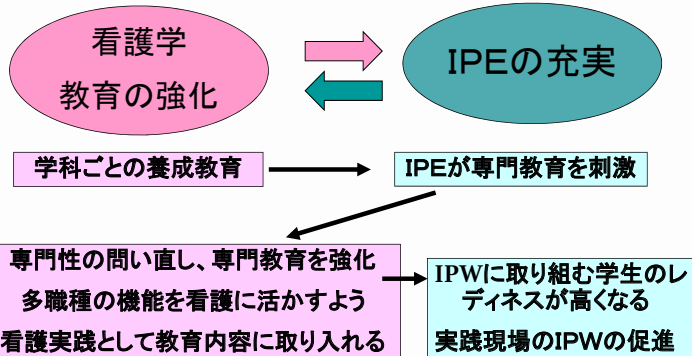 看護学
教育の強化
ＩＰＥの充実
学科ごとの養成教育
ＩＰＥが専門教育を刺激
専門性の問い直し、専門教育を強化
多職種の機能を看護に活かすよう
看護実践として教育内容に取り入れる
IPWに取り組む学生のレ
ディネスが高くなる
実践現場のIPWの促進